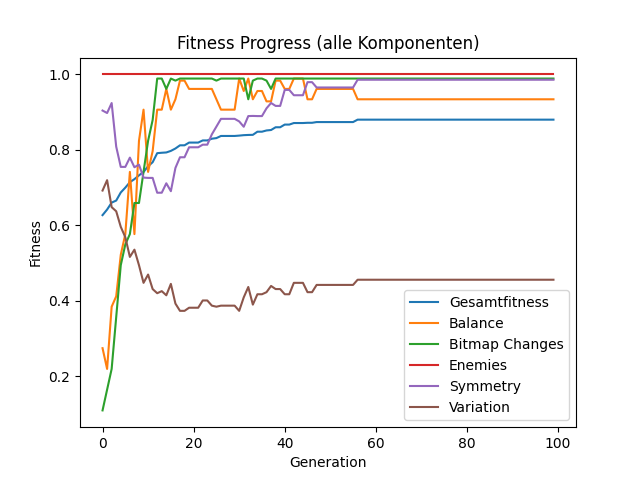 Fitness Progress (alle Komponenten)
1.0
0.8
0.6
0.4
0.2
Fitness
0 20 40 60 80 100
Generation
Gesamtfitness
Balance
Bitmap Changes
Enemies
Symmetry
Variation